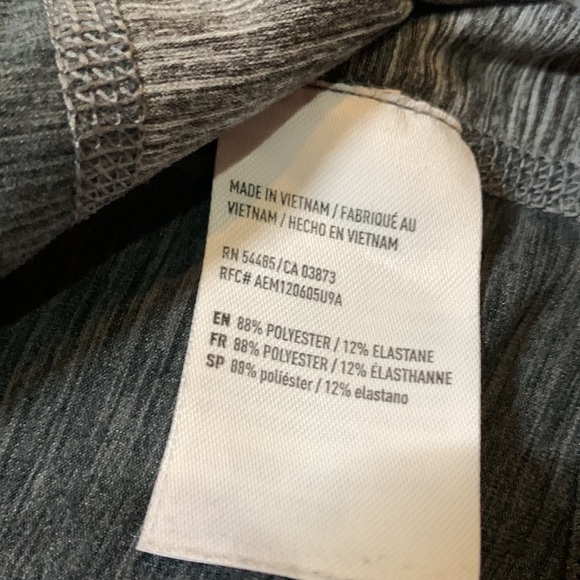 MADE IN VIETNAM / FABRIQUÉ AU
VIETNAM / HECHO EN VIETNAM
RN 54485/CA 03873
RFC# AEM120605U9A
EN 88% POLYESTER / 12% ELASTANE
FR 88% POLYESTER / 12% ÉLASTHANNE
SP 88% poliéster / 12% elastano